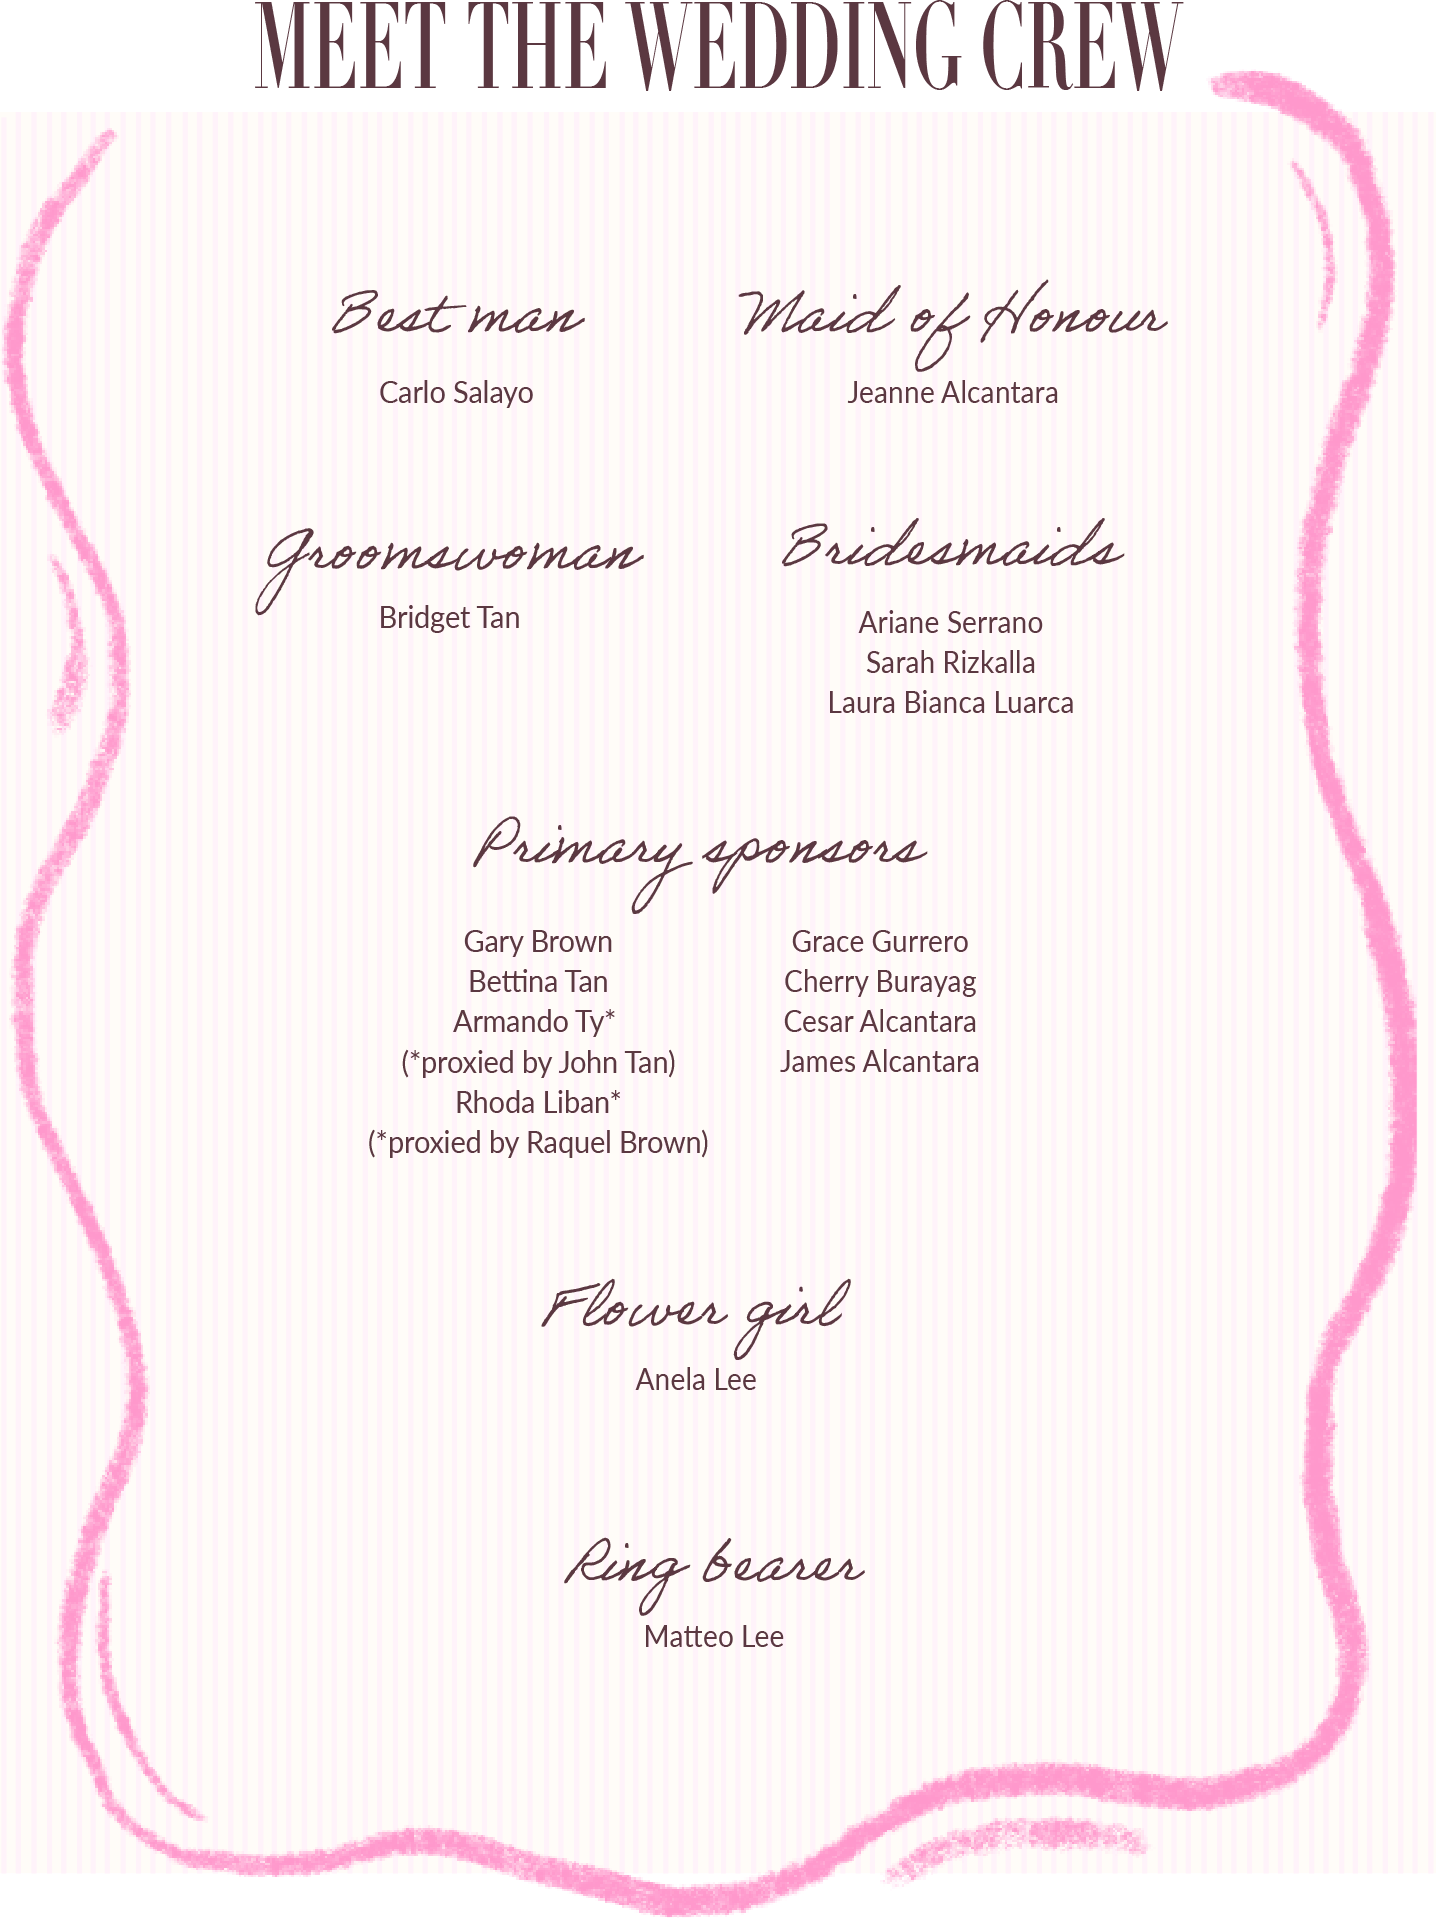 MEET THE WEDDING CREW
Best man
Carlo Salayo
Maid of Honour
Jeanne Alcantara
Groomswoman
Bridget Tan
Bridesmaids
Ariane Serrano
Sarah Rizkalla
Laura Bianca Luarca
Primary sponsors
Gary Brown
Bettina Tan
Armando Ty*
(*proxied by John Tan)
Rhoda Liban*
(*proxied by Raquel Brown)
Grace Gurrero
Cherry Burayag
Cesar Alcantara
James Alcantara
Flower girl
Anela Lee
Ring bearer
Matteo Lee